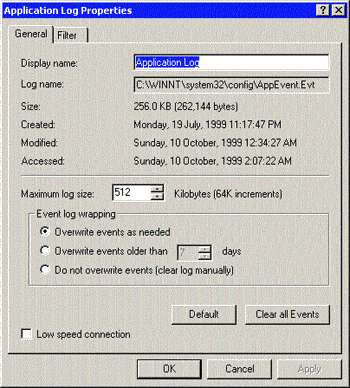 Application Log Properties
General Filter
Display name: Application Log
Log name: C:\WINNT\system32\config\AppEvent.Evt
Size: 256.0 KB (262,144 bytes)
Created: Monday, 19 July, 1999 11:17:47 PM
Modified: Sunday, 10 October, 1999 12:34:27 AM
Accessed: Sunday, 10 October, 1999 2:07:22 AM
Maximum log size: 512 Kilobytes (64K increments)
Event log wrapping
Overwrite events as needed
Overwrite events older than 7 days
Do not overwrite events (clear log manually)
Default Clear all Events
Low speed connection
OK Cancel Apply